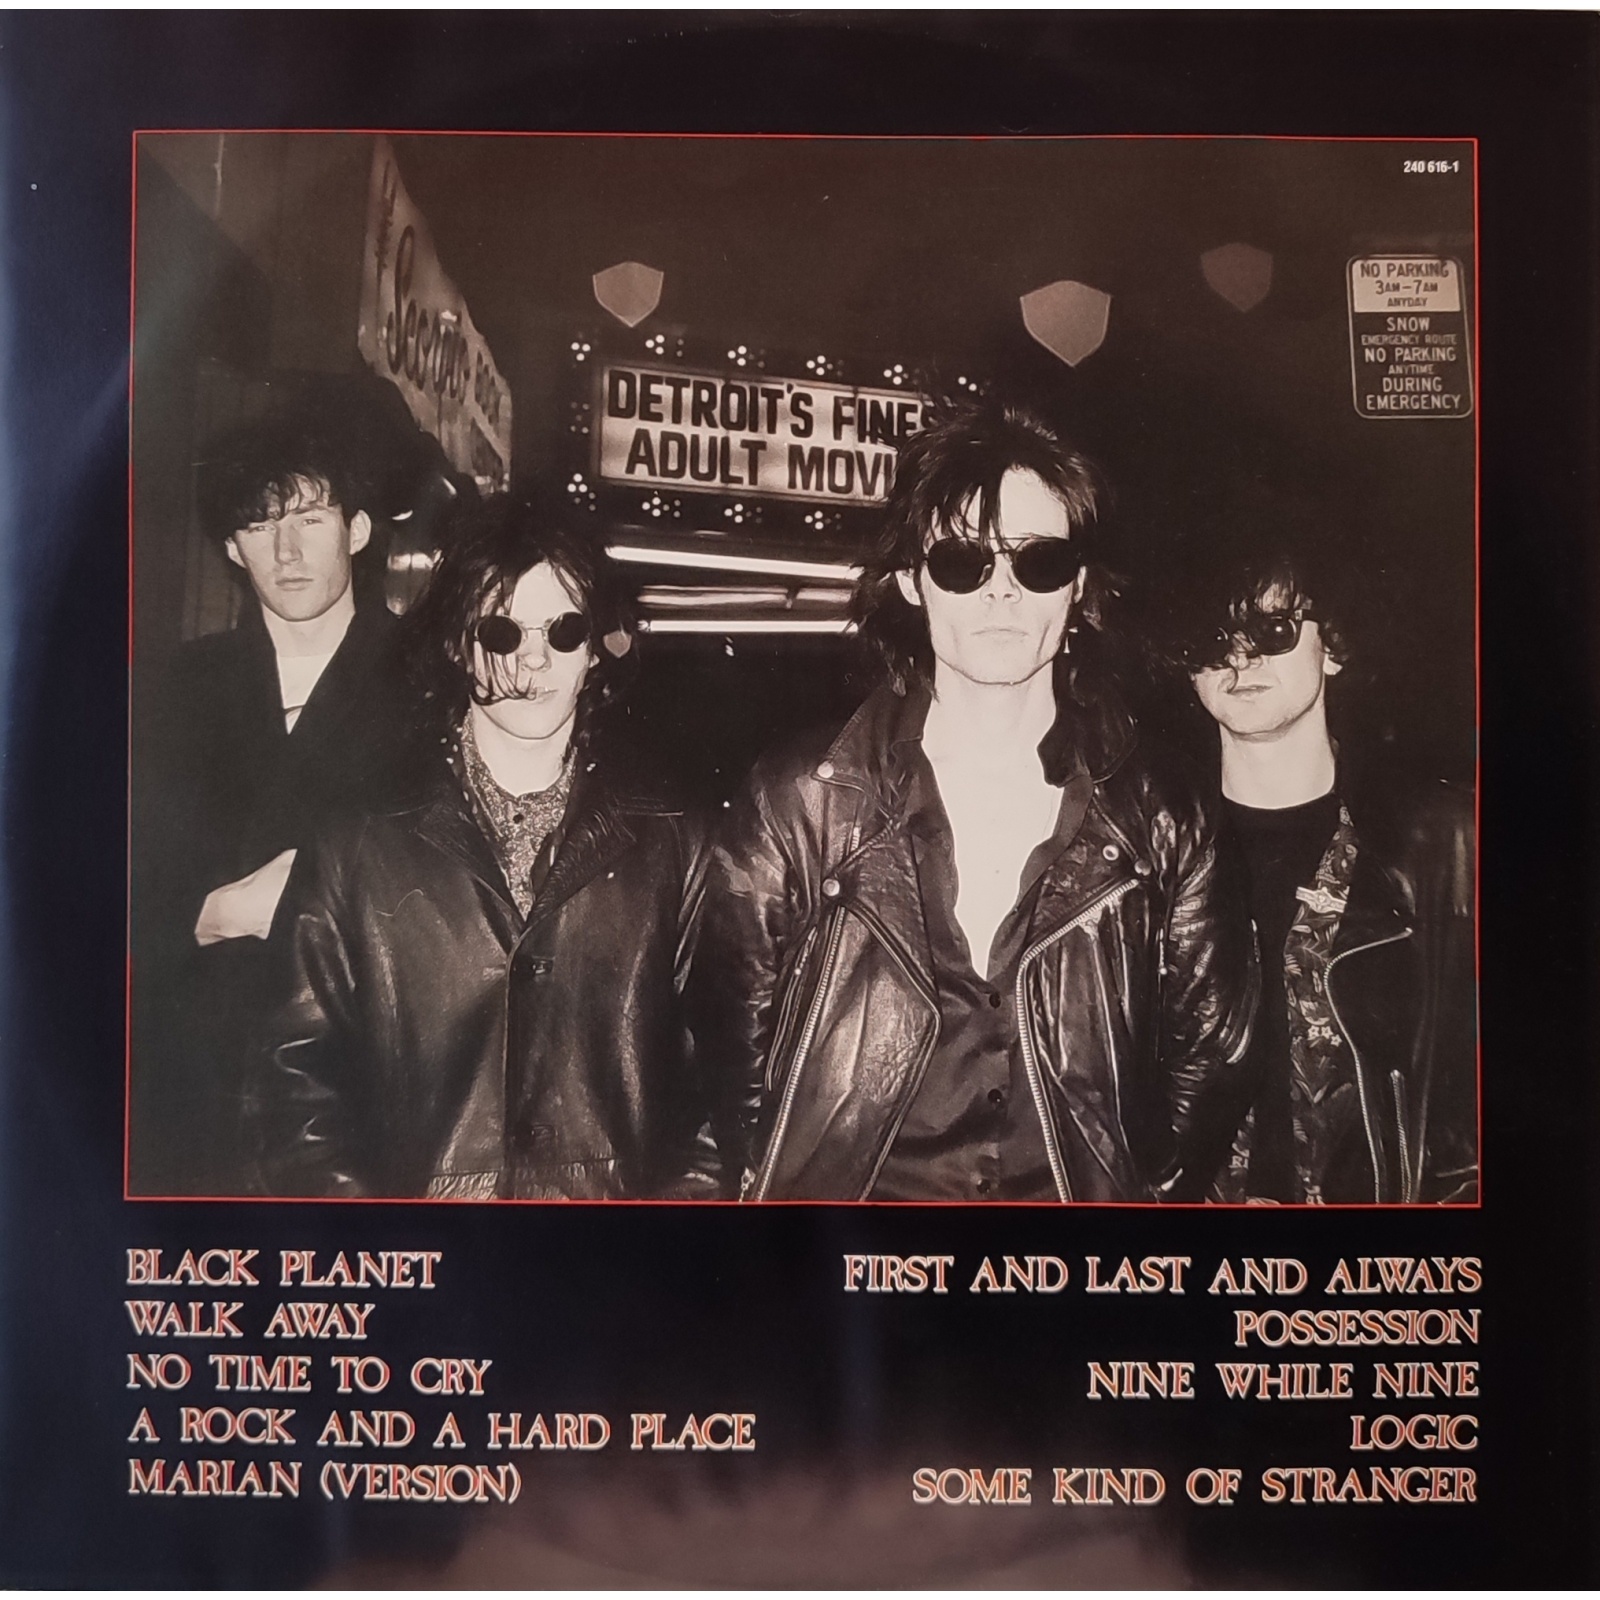 240 616-1
NO PARKING
3AM-7AM
ANYDAY
SNOW
EMERGENCY ROUTE
NO PARKING
ANYTIME
DURING
EMERGENCY
DETROIT'S FINES
ADULT MOVI
BLACK PLANET
WALK AWAY
NO TIME TO CRY
A ROCK AND A HARD PLACE
MARIAN (VERSION)
FIRST AND LAST AND ALWAYS
POSSESSION
NINE WHILE NINE
LOGIC
SOME KIND OF STRANGER